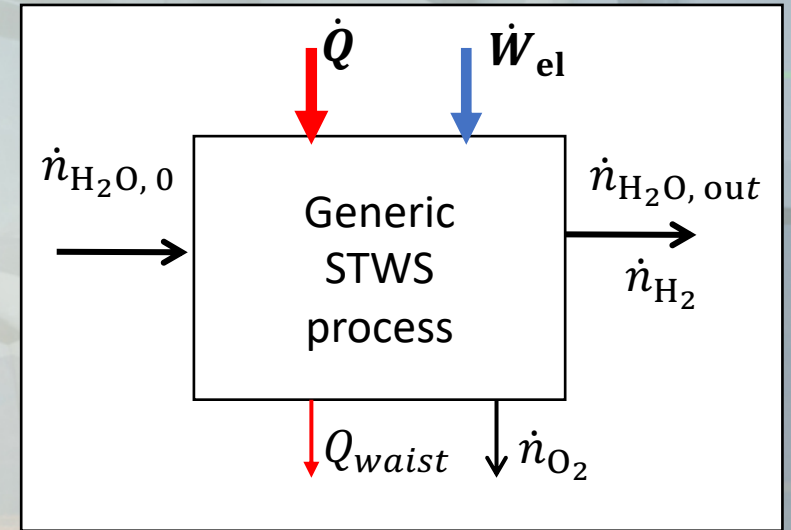 Q̇
Ẇel
ṅH₂O, 0
Generic
STWS
process
ṅH₂O, out
ṅH₂
Qwaist
ṅO₂